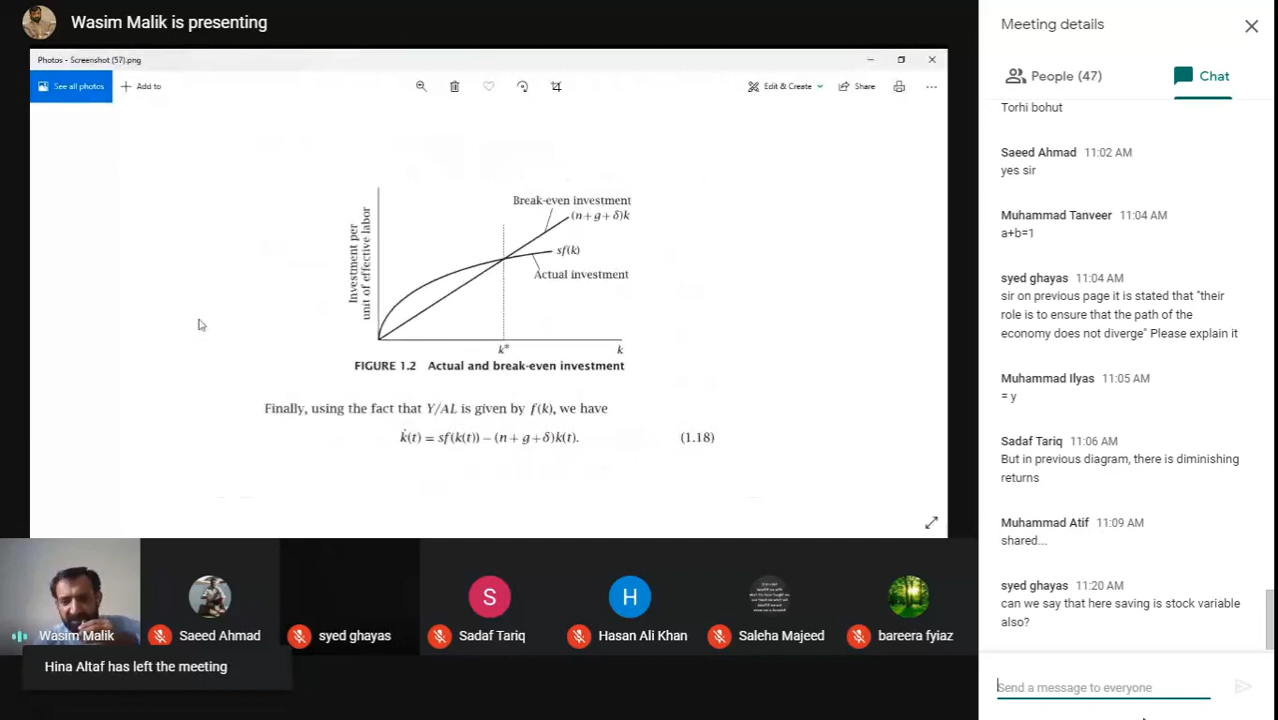 Wasim Malik is presenting
Photos - Screenshot (57).png
See all photos
Add to
Edit & Create
Share
Break-even investment
(n + g + δ)k
sf(k)
Actual investment
Investment per
unit of effective labor
k*
k
FIGURE 1.2 Actual and break-even investment
Finally, using the fact that Y/AL is given by f(k), we have
k̇(t) = sf(k(t)) − (n + g + δ)k(t). (1.18)
Wasim Malik
Saeed Ahmad
syed ghayas
Sadaf Tariq
Hasan Ali Khan
Saleha Majeed
bareera fyiaz
Hina Altaf has left the meeting
Meeting details
People (47)
Chat
Torhi bohut
Saeed Ahmad 11:02 AM
yes sir
Muhammad Tanveer 11:04 AM
a+b=1
syed ghayas 11:04 AM
sir on previous page it is stated that "their
role is to ensure that the path of the
economy does not diverge" Please explain it
Muhammad Ilyas 11:05 AM
= y
Sadaf Tariq 11:06 AM
But in previous diagram, there is diminishing
returns
Muhammad Atif 11:09 AM
shared...
syed ghayas 11:20 AM
can we say that here saving is stock variable
also?
Send a message to everyone
S
H